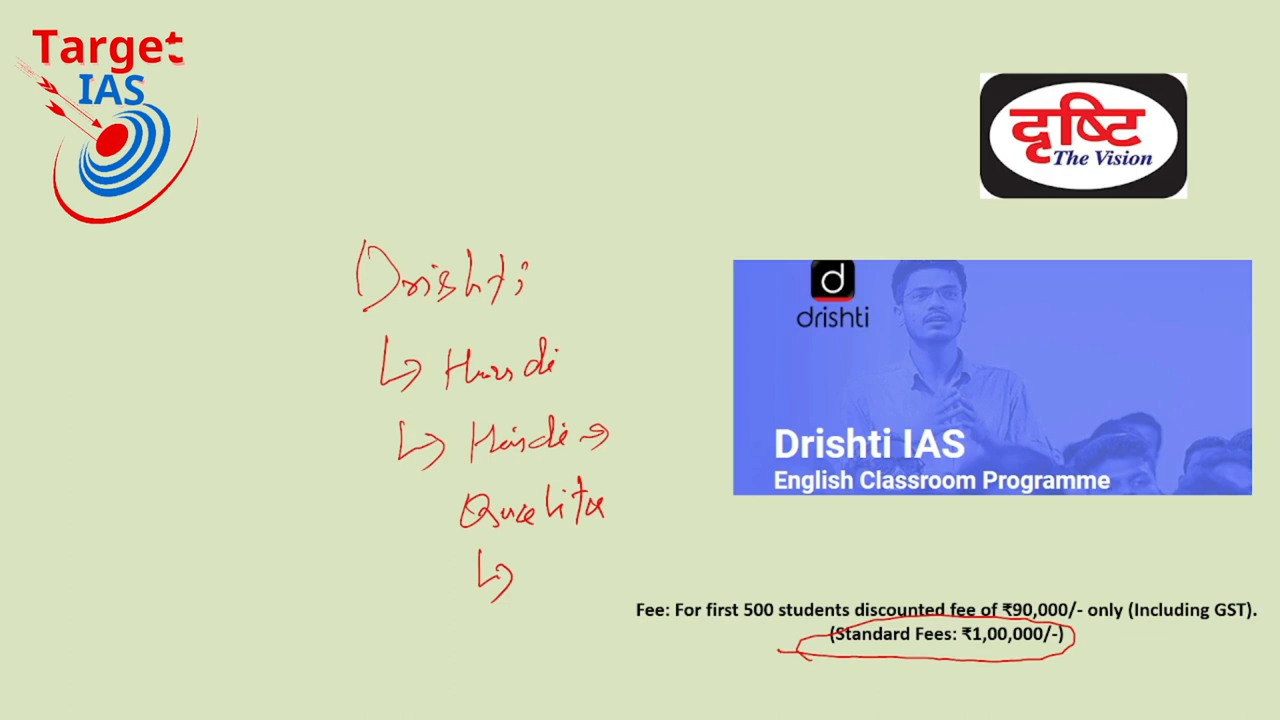 Target
IAS
दृष्टि
The Vision
Drishti
Hindi
Hindi
d
drishti
Drishti IAS
English Classroom Programme
Fee: For first 500 students discounted fee of ₹90,000/- only (Including GST).
(Standard Fees: ₹1,00,000/-)